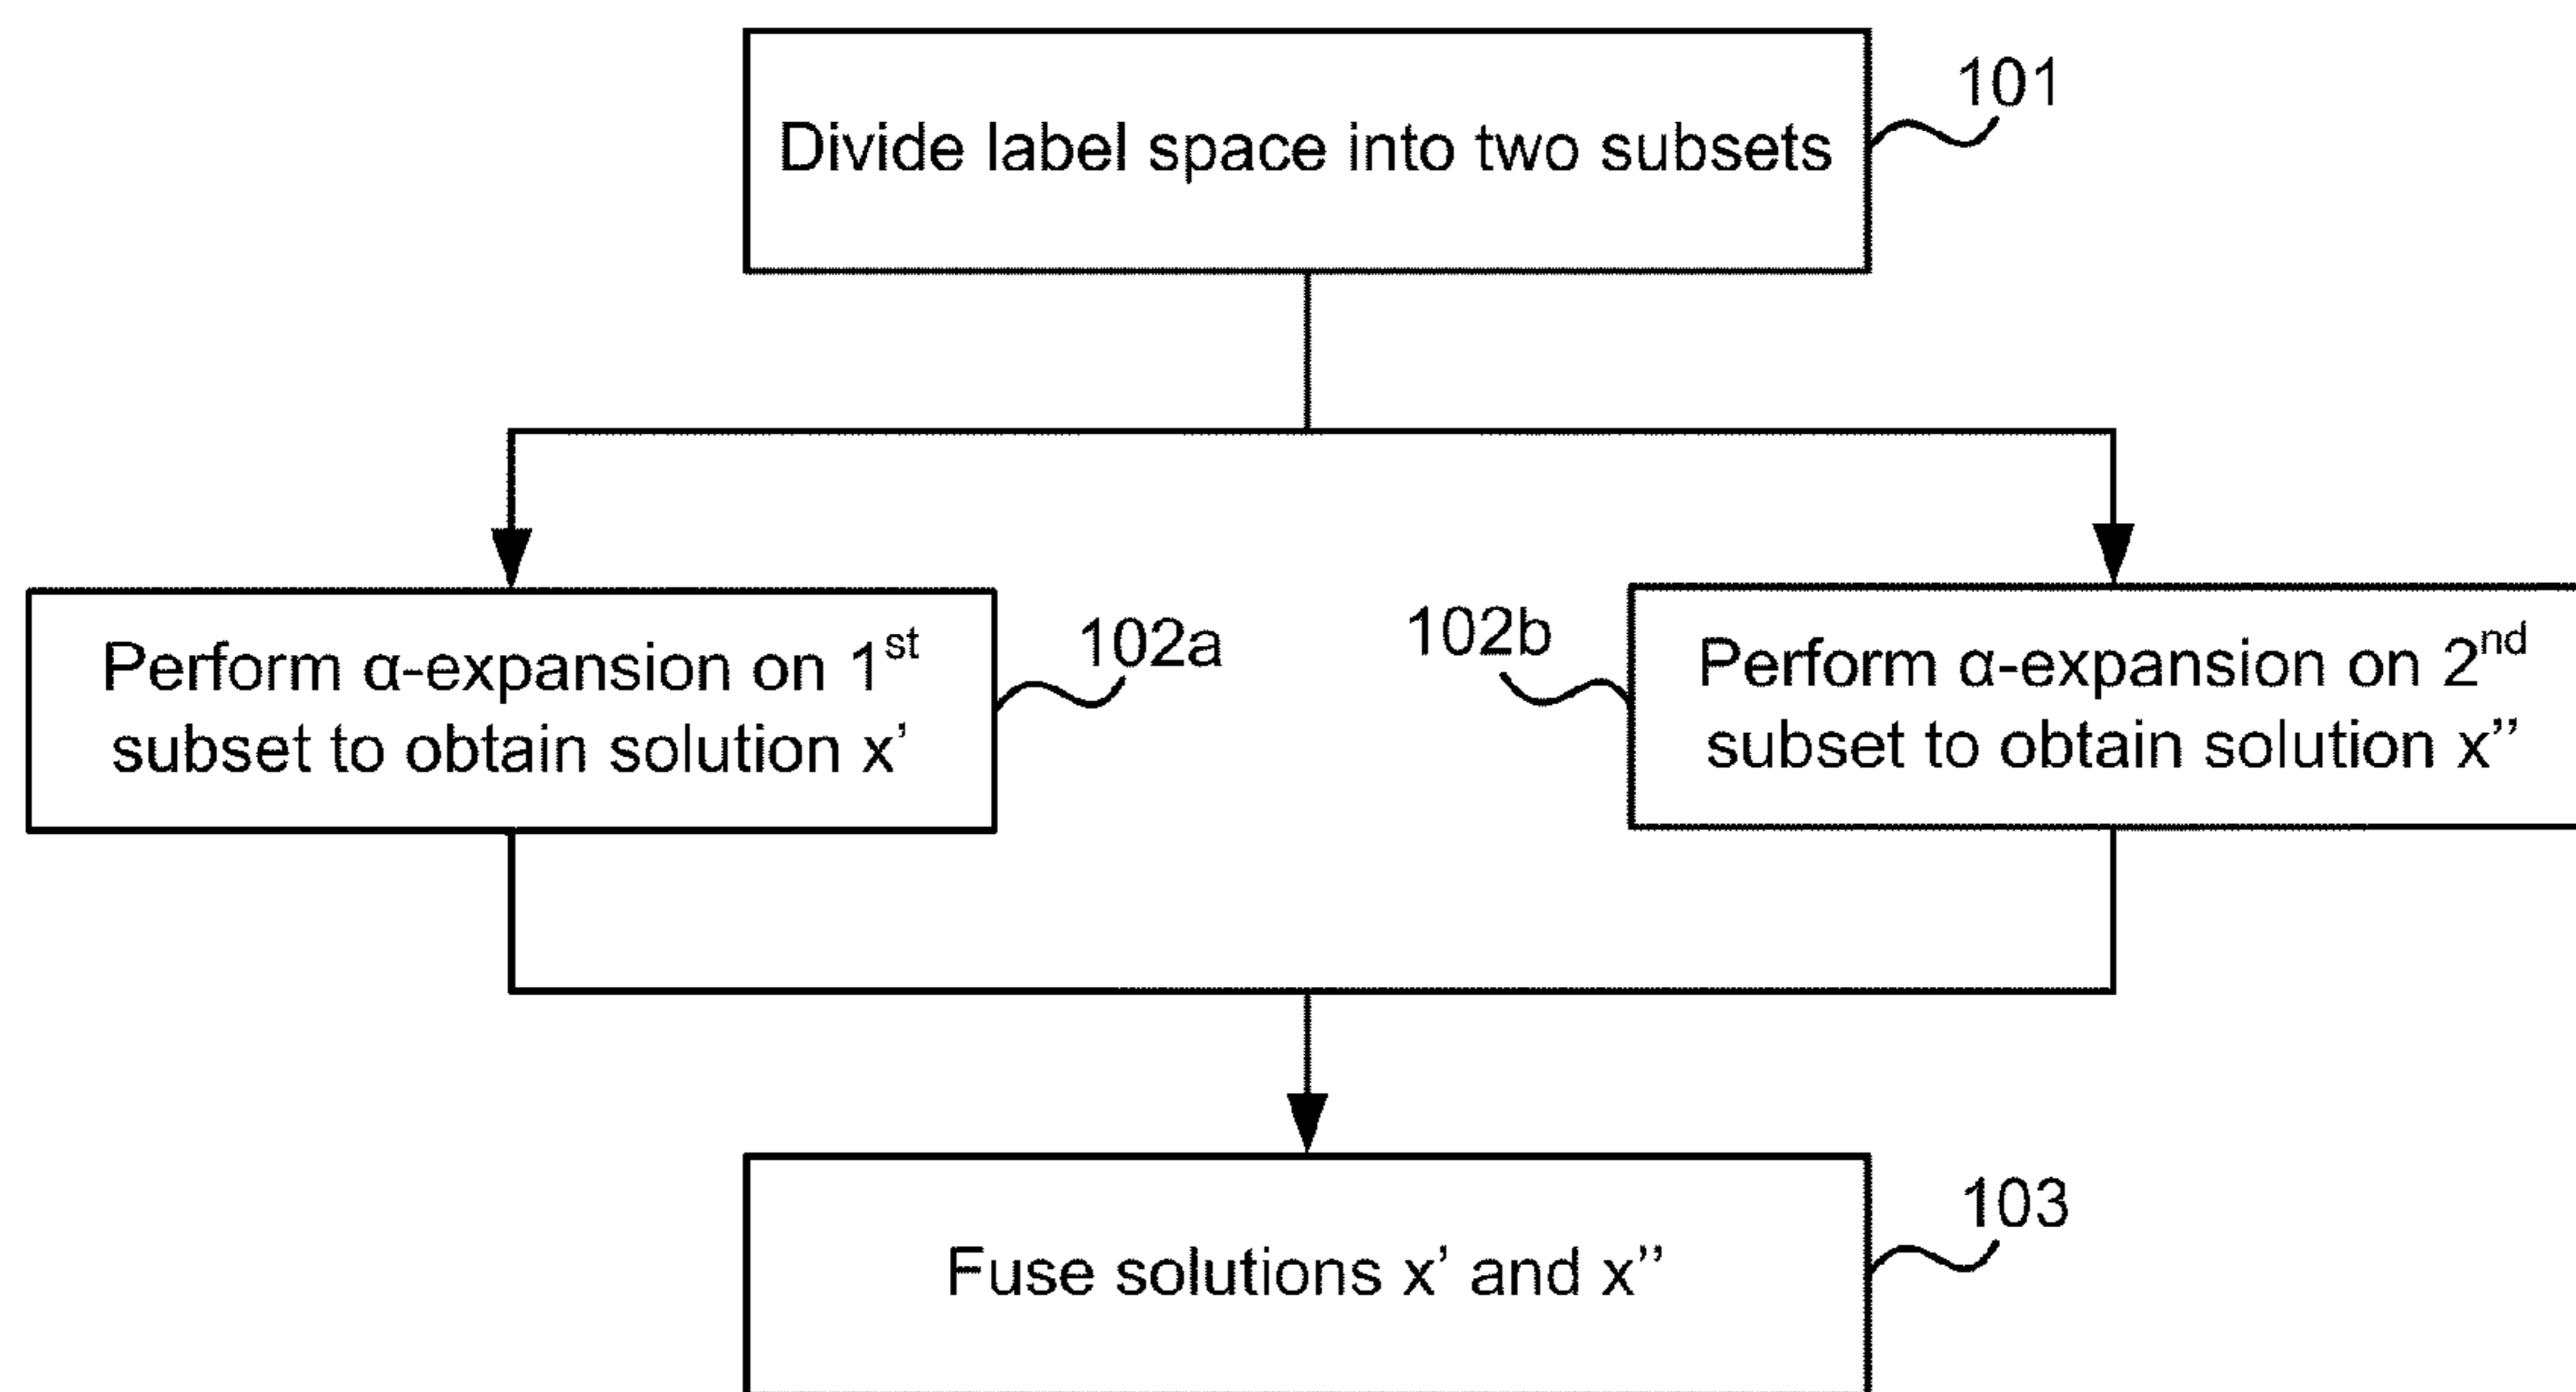 101
Divide label space into two subsets
Perform α-expansion on 1st
subset to obtain solution x’
102a
102b
Perform α-expansion on 2nd
subset to obtain solution x’’
103
Fuse solutions x’ and x’’